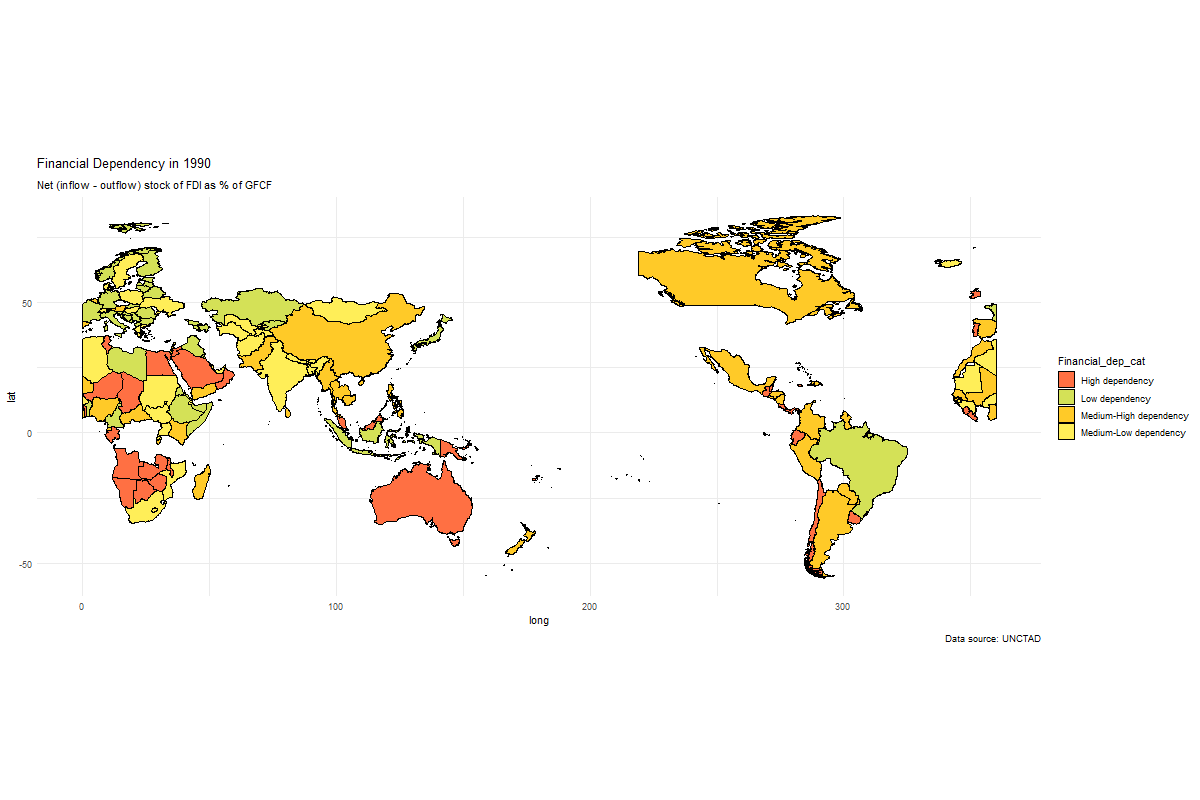 Financial Dependency in 1990
Net (inflow - outflow) stock of FDI as % of GFCF
lat
50
0
-50
0
100
200
300
long
Financial_dep_cat
High dependency
Low dependency
Medium-High dependency
Medium-Low dependency
Data source: UNCTAD